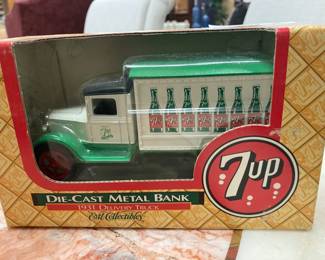 7up
DIE-CAST METAL BANK
1931 DELIVERY TRUCK
Ertl Collectibles